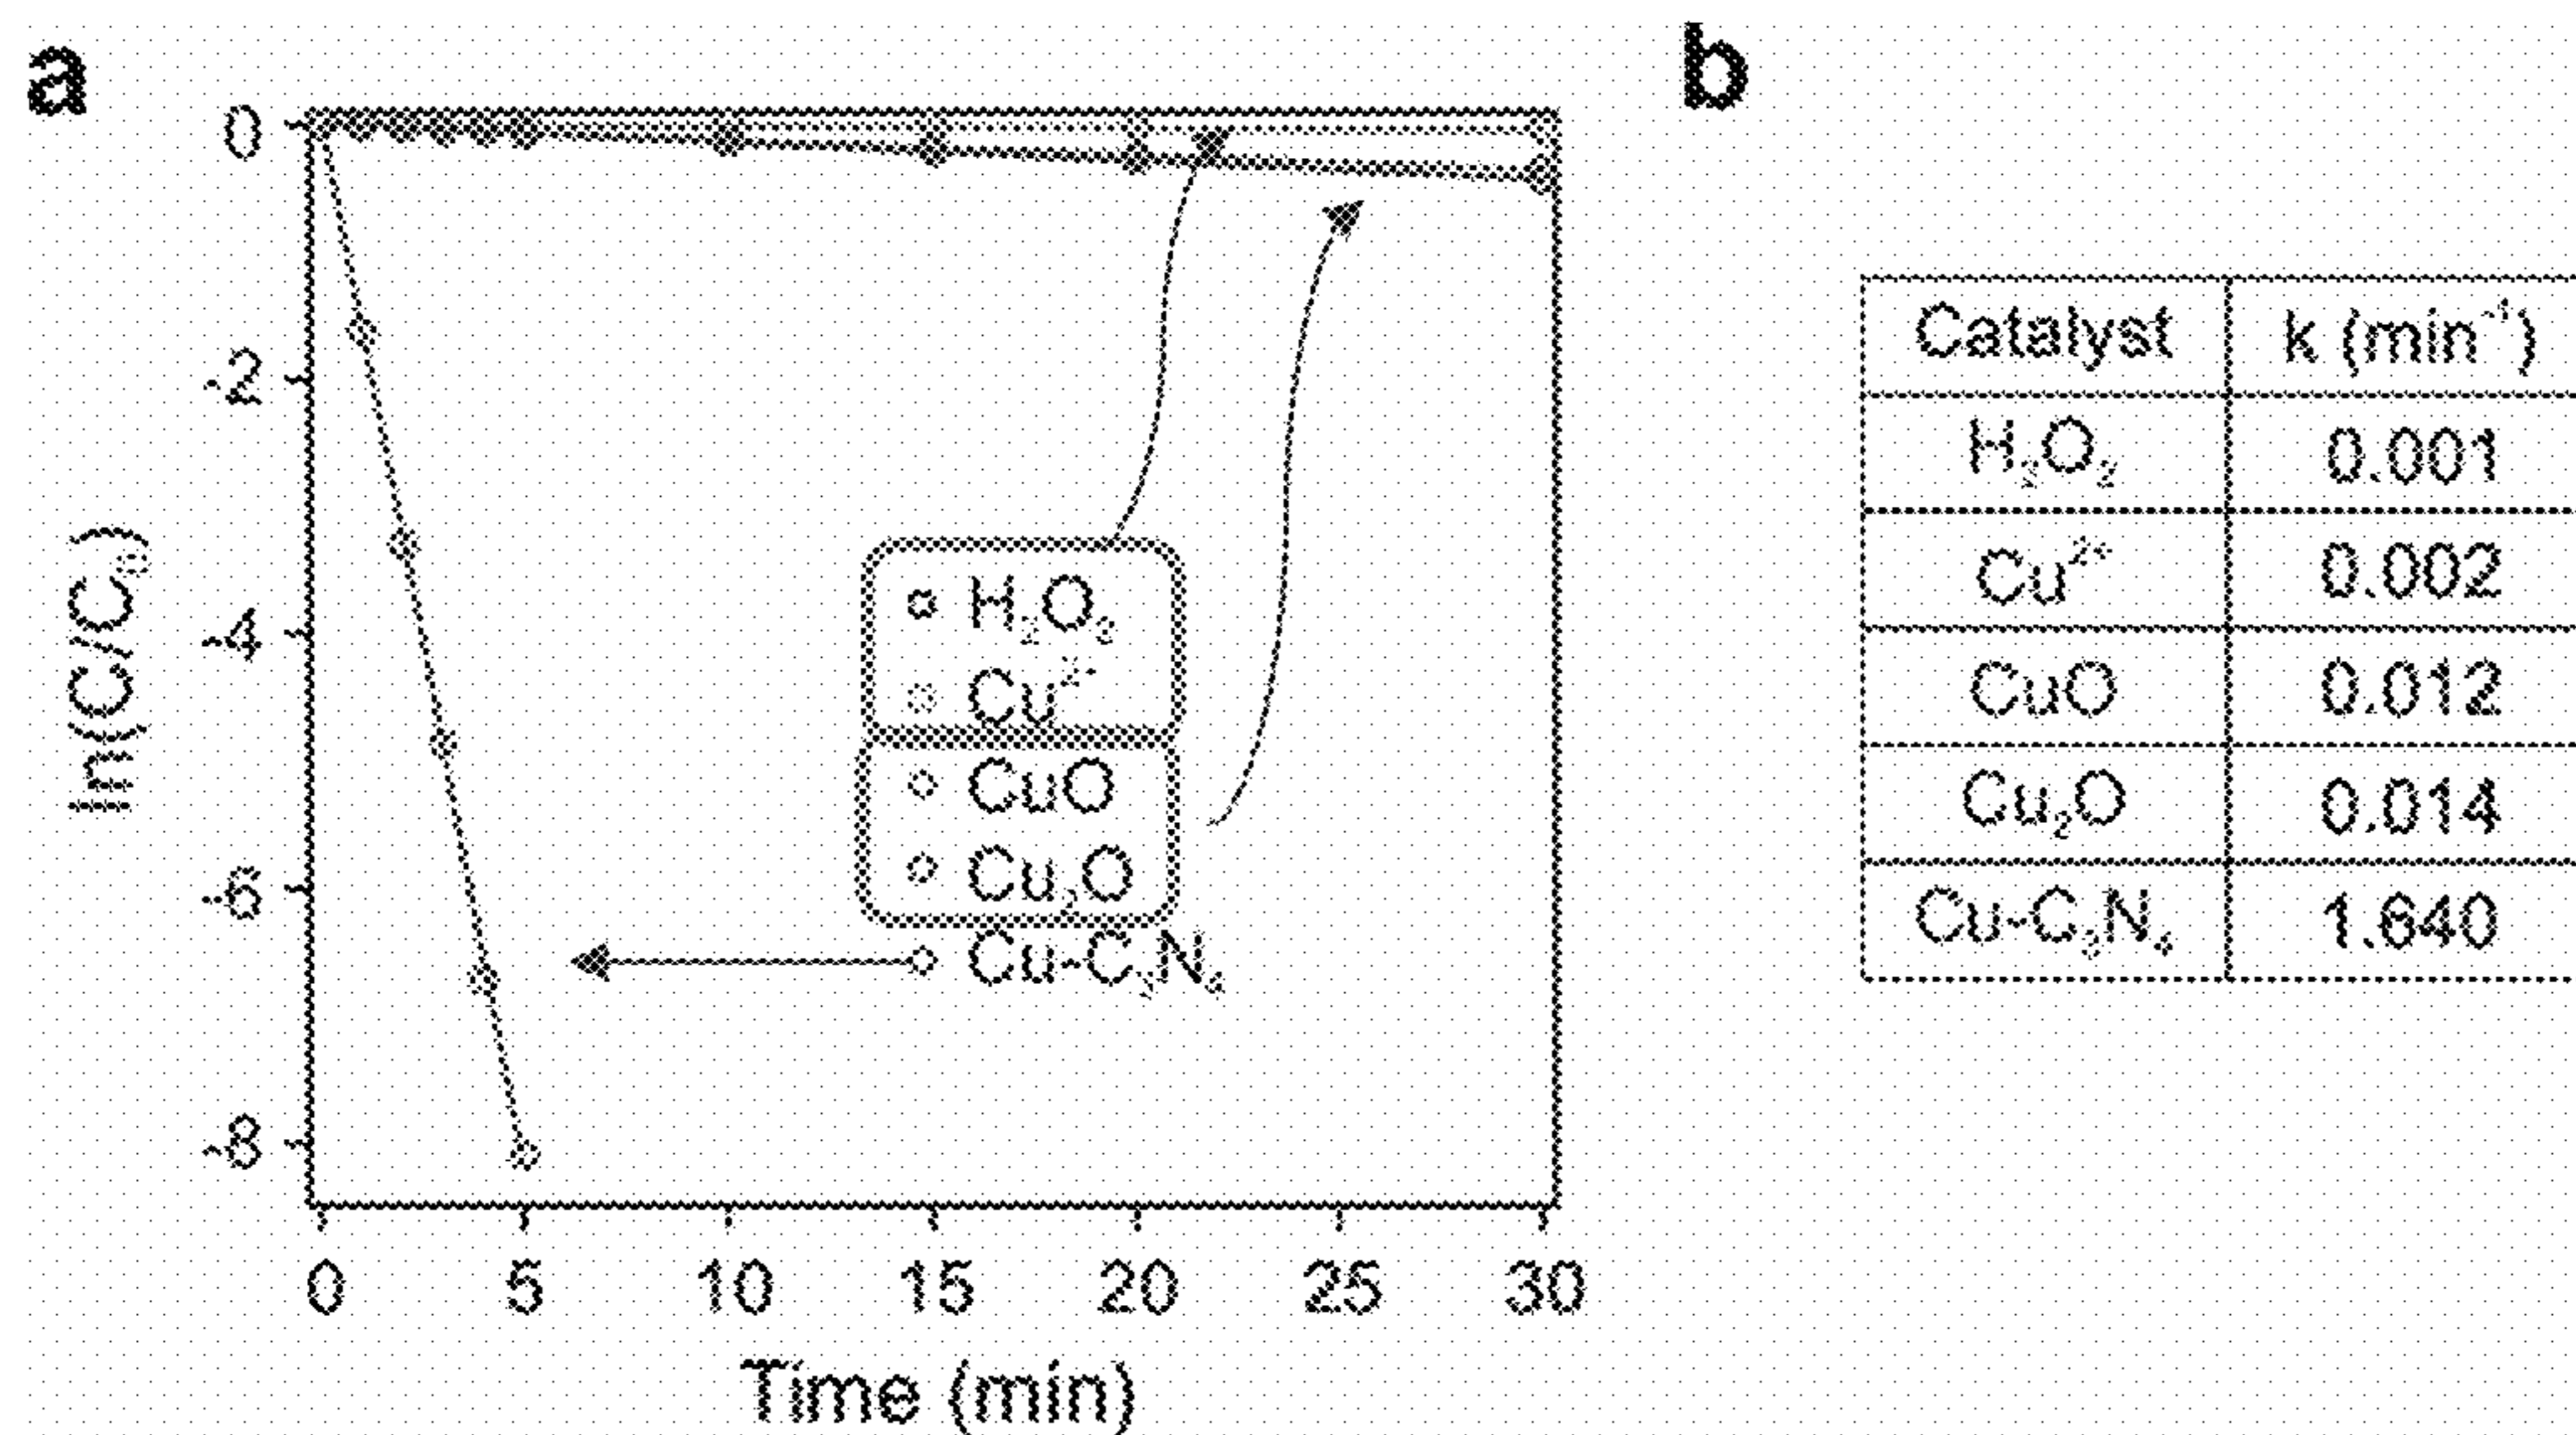 a
0
-2
-4
-6
-8
ln(C/C₀)
H₂O₂
Cu²⁺
CuO
Cu₂O
Cu-C₃N₄
0 5 10 15 20 25 30
Time (min)
b
Catalyst k (min⁻¹)
H₂O₂ 0.001
Cu²⁺ 0.002
CuO 0.012
Cu₂O 0.014
Cu-C₃N₄ 1.640